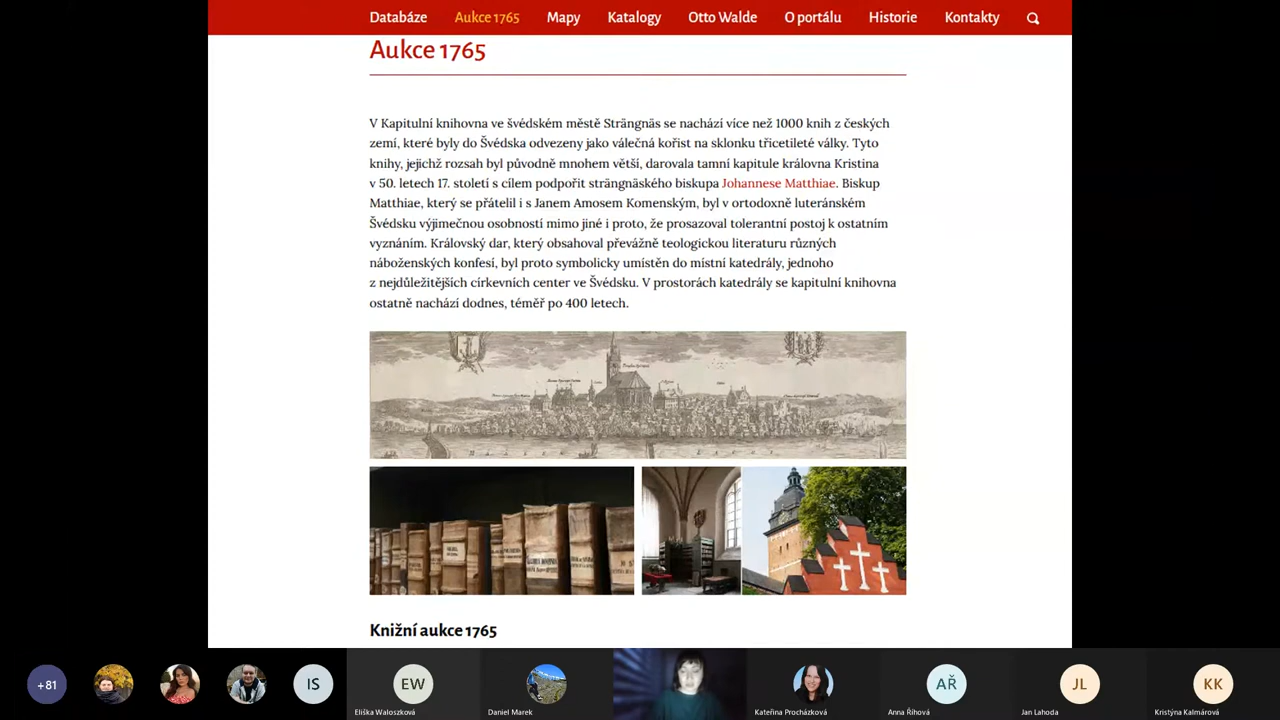 Databáze Aukce 1765 Mapy Katalogy Otto Walde O portálu Historie Kontakty
Aukce 1765
V Kapitulní knihovna ve švédském městě Strängnäs se nachází více než 1000 knih z českých
zemí, které byly do Švédska odvezeny jako válečná kořist na sklonku třicetileté války. Tyto
knihy, jejichž rozsah byl původně mnohem větší, darovala tamní kapitule královna Kristina
v 50. letech 17. století s cílem podpořit strängnäského biskupa Johannese Matthiae. Biskup
Matthiae, který se přátelil i s Janem Amosem Komenským, byl v ortodoxně luteránském
Švédsku výjimečnou osobností mimo jiné i proto, že prosazoval tolerantní postoj k ostatním
vyznáním. Královský dar, který obsahoval převážně teologickou literaturu různých
náboženských konfesí, byl proto symbolicky umístěn do místní katedrály, jednoho
z nejdůležitějších církevních center ve Švédsku. V prostorách katedrály se kapitulní knihovna
ostatně nachází dodnes, téměř po 400 letech.
Knižní aukce 1765
+81 IS EW AŘ JL KK
Eliška Waloszková Daniel Marek Kateřina Procházková Anna Říhová Jan Lahoda Kristýna Kalmárová